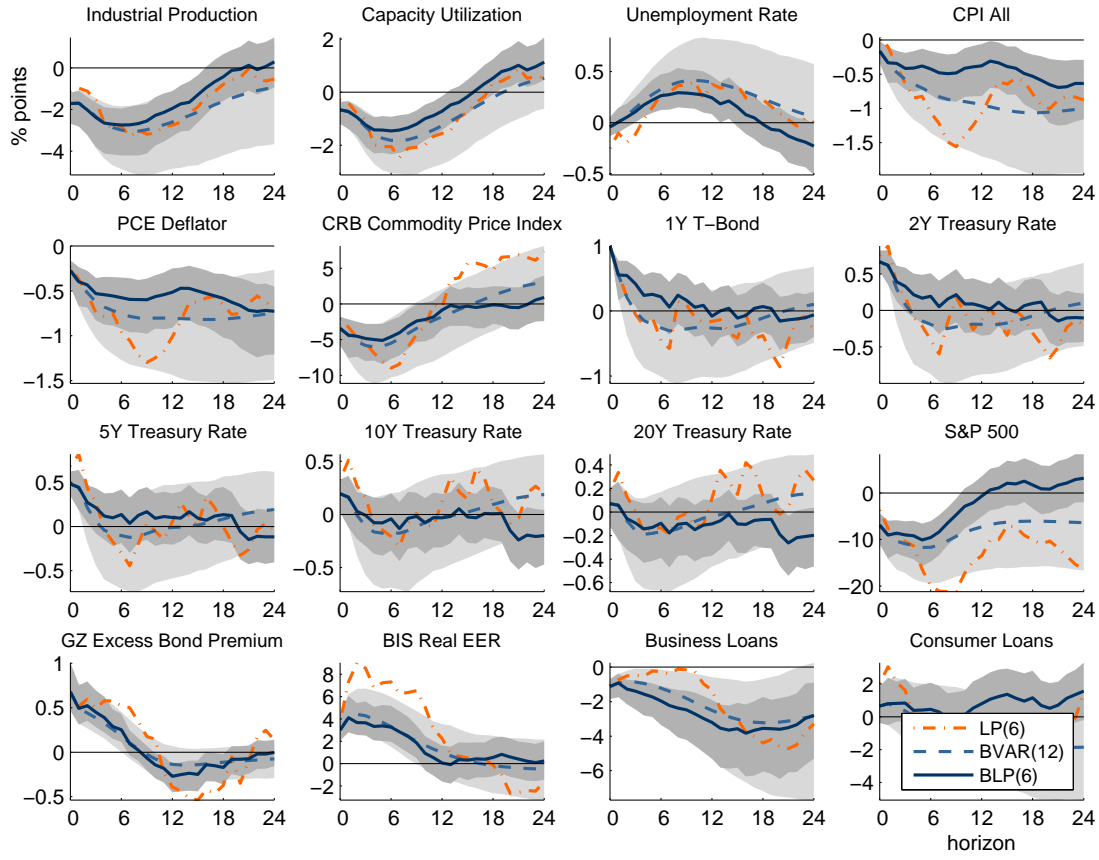 Industrial Production Capacity Utilization Unemployment Rate CPI All
% points
0 −2 −4
2 0 −2
0.5 0 −0.5
0 −0.5 −1 −1.5
0 6 12 18 24 0 6 12 18 24 0 6 12 18 24 0 6 12 18 24
PCE Deflator CRB Commodity Price Index 1Y T−Bond 2Y Treasury Rate
0 −0.5 −1 −1.5
5 0 −5 −10
1 0 −1
0.5 0 −0.5
0 6 12 18 24 0 6 12 18 24 0 6 12 18 24 0 6 12 18 24
5Y Treasury Rate 10Y Treasury Rate 20Y Treasury Rate S&P 500
0.5 0 −0.5
0.5 0 −0.5
0.4 0.2 0 −0.2 −0.4 −0.6
0 −10 −20
0 6 12 18 24 0 6 12 18 24 0 6 12 18 24 0 6 12 18 24
GZ Excess Bond Premium BIS Real EER Business Loans Consumer Loans
1 0.5 0 −0.5
8 6 4 2 0 −2
0 −2 −4 −6
2 0 −2 −4
LP(6)
BVAR(12)
BLP(6)
0 6 12 18 24 0 6 12 18 24 0 6 12 18 24 0 6 12 18 24
horizon